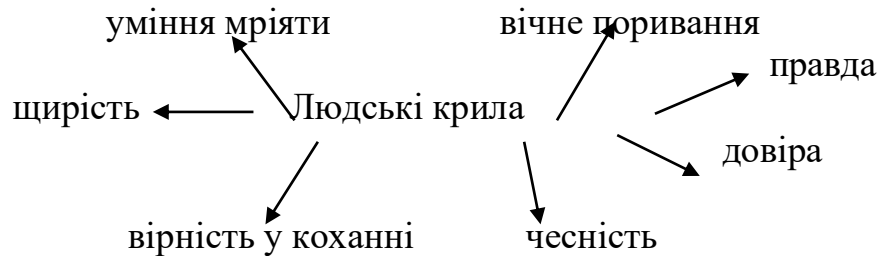 уміння мріяти вічне поривання
правда
щирість Людські крила
довіра
вірність у коханні чесність